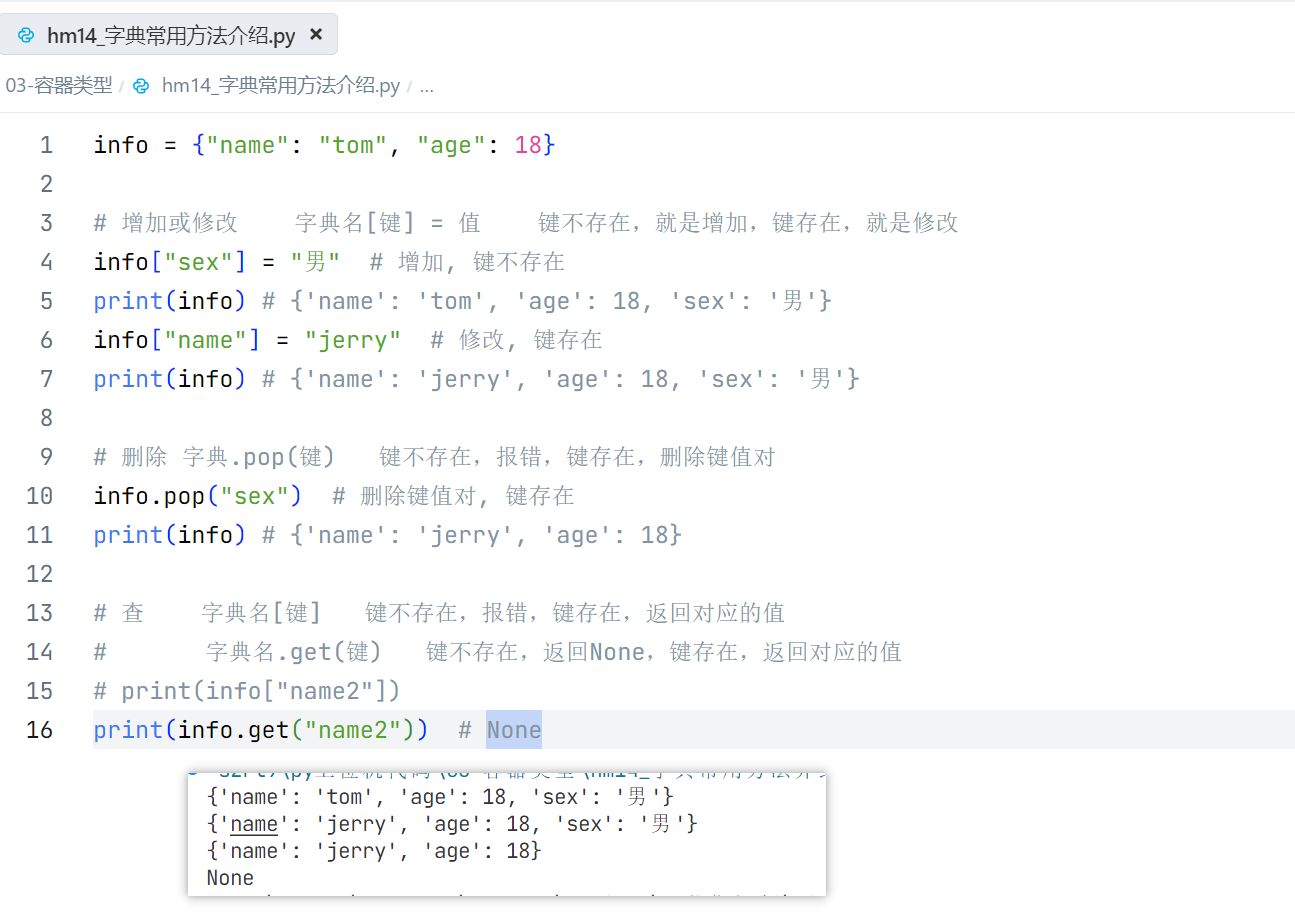 hm14_字典常用方法介绍.py ×
03-容器类型 / hm14_字典常用方法介绍.py / ...
1 info = {"name": "tom", "age": 18}
2
3 # 增加或修改 字典名[键] = 值 键不存在，就是增加，键存在，就是修改
4 info["sex"] = "男" # 增加, 键不存在
5 print(info) # {'name': 'tom', 'age': 18, 'sex': '男'}
6 info["name"] = "jerry" # 修改, 键存在
7 print(info) # {'name': 'jerry', 'age': 18, 'sex': '男'}
8
9 # 删除 字典.pop(键) 键不存在，报错，键存在，删除键值对
10 info.pop("sex") # 删除键值对, 键存在
11 print(info) # {'name': 'jerry', 'age': 18}
12
13 # 查 字典名[键] 键不存在，报错，键存在，返回对应的值
14 # 字典名.get(键) 键不存在，返回None，键存在，返回对应的值
15 # print(info["name2"])
16 print(info.get("name2")) # None
{'name': 'tom', 'age': 18, 'sex': '男'}
{'name': 'jerry', 'age': 18, 'sex': '男'}
{'name': 'jerry', 'age': 18}
None